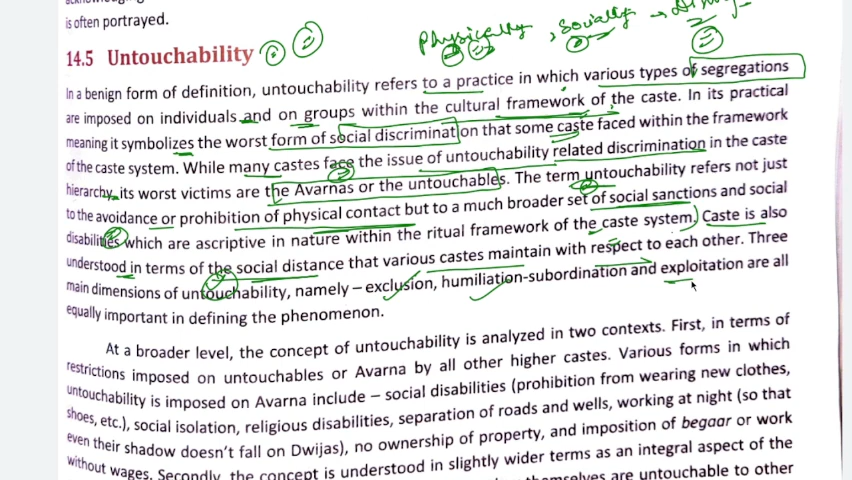 is often portrayed.
Physically, Socially →
14.5 Untouchability
In a benign form of definition, untouchability refers to a practice in which various types of segregations
are imposed on individuals and on groups within the cultural framework of the caste. In its practical
meaning it symbolizes the worst form of social discrimination that some caste faced within the framework
of the caste system. While many castes face the issue of untouchability related discrimination in the caste
hierarchy, its worst victims are the Avarnas or the untouchables. The term untouchability refers not just
to the avoidance or prohibition of physical contact but to a much broader set of social sanctions and social
disabilities which are ascriptive in nature within the ritual framework of the caste system. Caste is also
understood in terms of the social distance that various castes maintain with respect to each other. Three
main dimensions of untouchability, namely – exclusion, humiliation-subordination and exploitation are all
equally important in defining the phenomenon.
At a broader level, the concept of untouchability is analyzed in two contexts. First, in terms of
restrictions imposed on untouchables or Avarna by all other higher castes. Various forms in which
untouchability is imposed on Avarna include – social disabilities (prohibition from wearing new clothes,
shoes, etc.), social isolation, religious disabilities, separation of roads and wells, working at night (so that
even their shadow doesn't fall on Dwijas), no ownership of property, and imposition of begaar or work
without wages. Secondly, the concept is understood in slightly wider terms as an integral aspect of the
themselves are untouchable to other